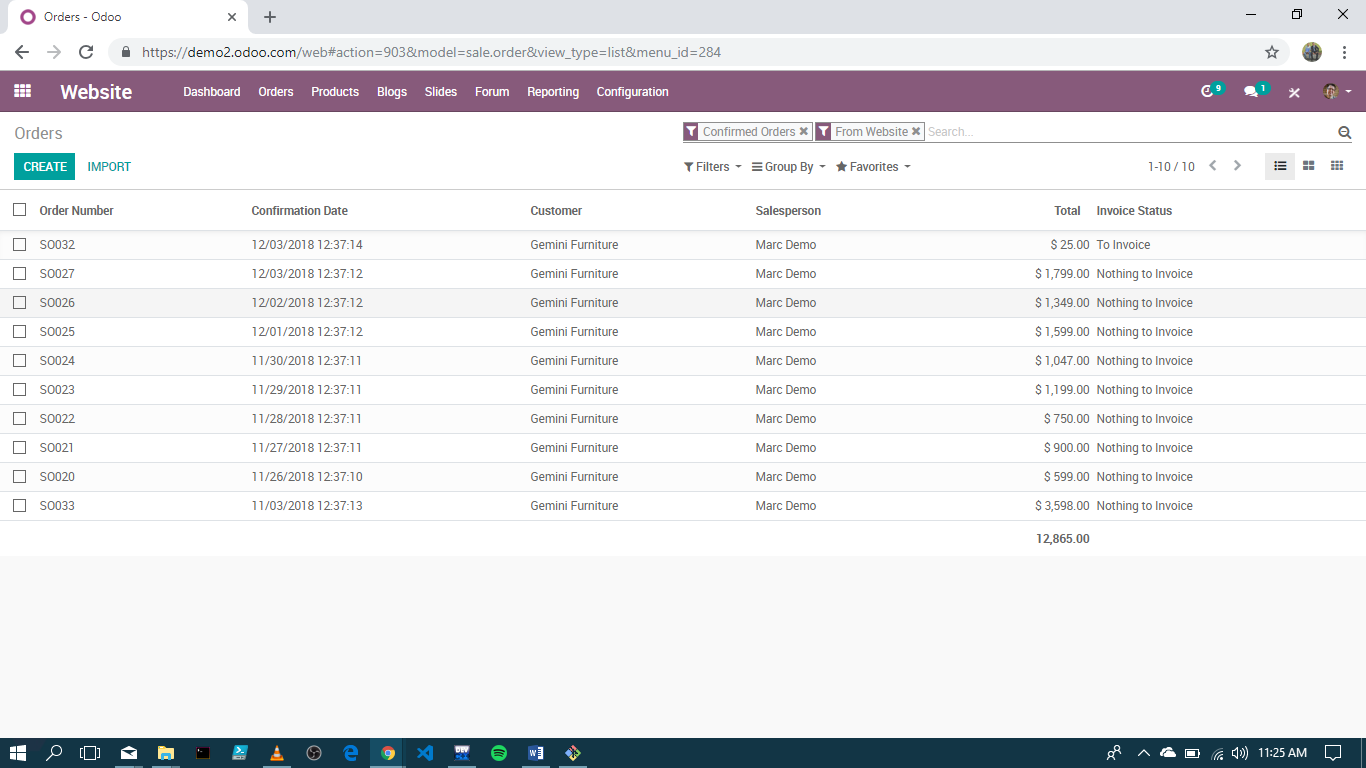 Orders - Odoo
https://demo2.odoo.com/web#action=903&model=sale.order&view_type=list&menu_id=284
Website Dashboard Orders Products Blogs Slides Forum Reporting Configuration 9 1
Orders Confirmed Orders From Website Search...
CREATE IMPORT Filters Group By Favorites 1-10 / 10
Order Number Confirmation Date Customer Salesperson Total Invoice Status
SO032 12/03/2018 12:37:14 Gemini Furniture Marc Demo $ 25.00 To Invoice
SO027 12/03/2018 12:37:12 Gemini Furniture Marc Demo $ 1,799.00 Nothing to Invoice
SO026 12/02/2018 12:37:12 Gemini Furniture Marc Demo $ 1,349.00 Nothing to Invoice
SO025 12/01/2018 12:37:12 Gemini Furniture Marc Demo $ 1,599.00 Nothing to Invoice
SO024 11/30/2018 12:37:11 Gemini Furniture Marc Demo $ 1,047.00 Nothing to Invoice
SO023 11/29/2018 12:37:11 Gemini Furniture Marc Demo $ 1,199.00 Nothing to Invoice
SO022 11/28/2018 12:37:11 Gemini Furniture Marc Demo $ 750.00 Nothing to Invoice
SO021 11/27/2018 12:37:11 Gemini Furniture Marc Demo $ 900.00 Nothing to Invoice
SO020 11/26/2018 12:37:10 Gemini Furniture Marc Demo $ 599.00 Nothing to Invoice
SO033 11/03/2018 12:37:13 Gemini Furniture Marc Demo $ 3,598.00 Nothing to Invoice
12,865.00
11:25 AM